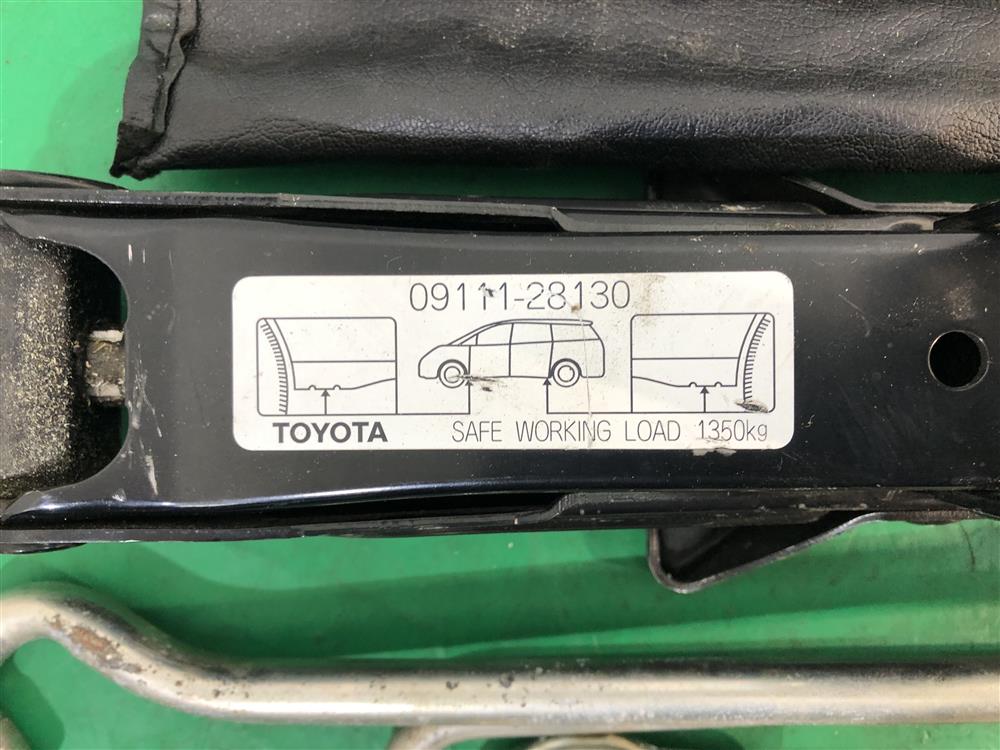 09111-28130
TOYOTA SAFE WORKING LOAD 1350kg